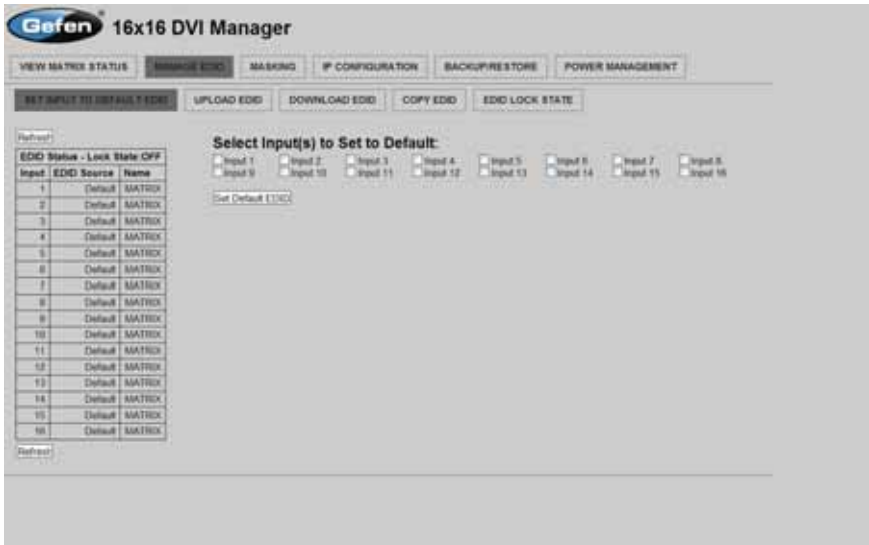 Gefen 16x16 DVI Manager
VIEW MATRIX STATUS MANAGE EDID MASKING IP CONFIGURATION BACKUP/RESTORE POWER MANAGEMENT
SET INPUT TO DEFAULT EDID UPLOAD EDID DOWNLOAD EDID COPY EDID EDID LOCK STATE
Refresh
Select Input(s) to Set to Default:
EDID Status - Lock State:OFF
Input 1 Input 2 Input 3 Input 4 Input 5 Input 6 Input 7 Input 8
Input 9 Input 10 Input 11 Input 12 Input 13 Input 14 Input 15 Input 16
Set Default EDID
Input EDID Source Name
1 Default MATRIX
2 Default MATRIX
3 Default MATRIX
4 Default MATRIX
5 Default MATRIX
6 Default MATRIX
7 Default MATRIX
8 Default MATRIX
9 Default MATRIX
10 Default MATRIX
11 Default MATRIX
12 Default MATRIX
13 Default MATRIX
14 Default MATRIX
15 Default MATRIX
16 Default MATRIX
Refresh